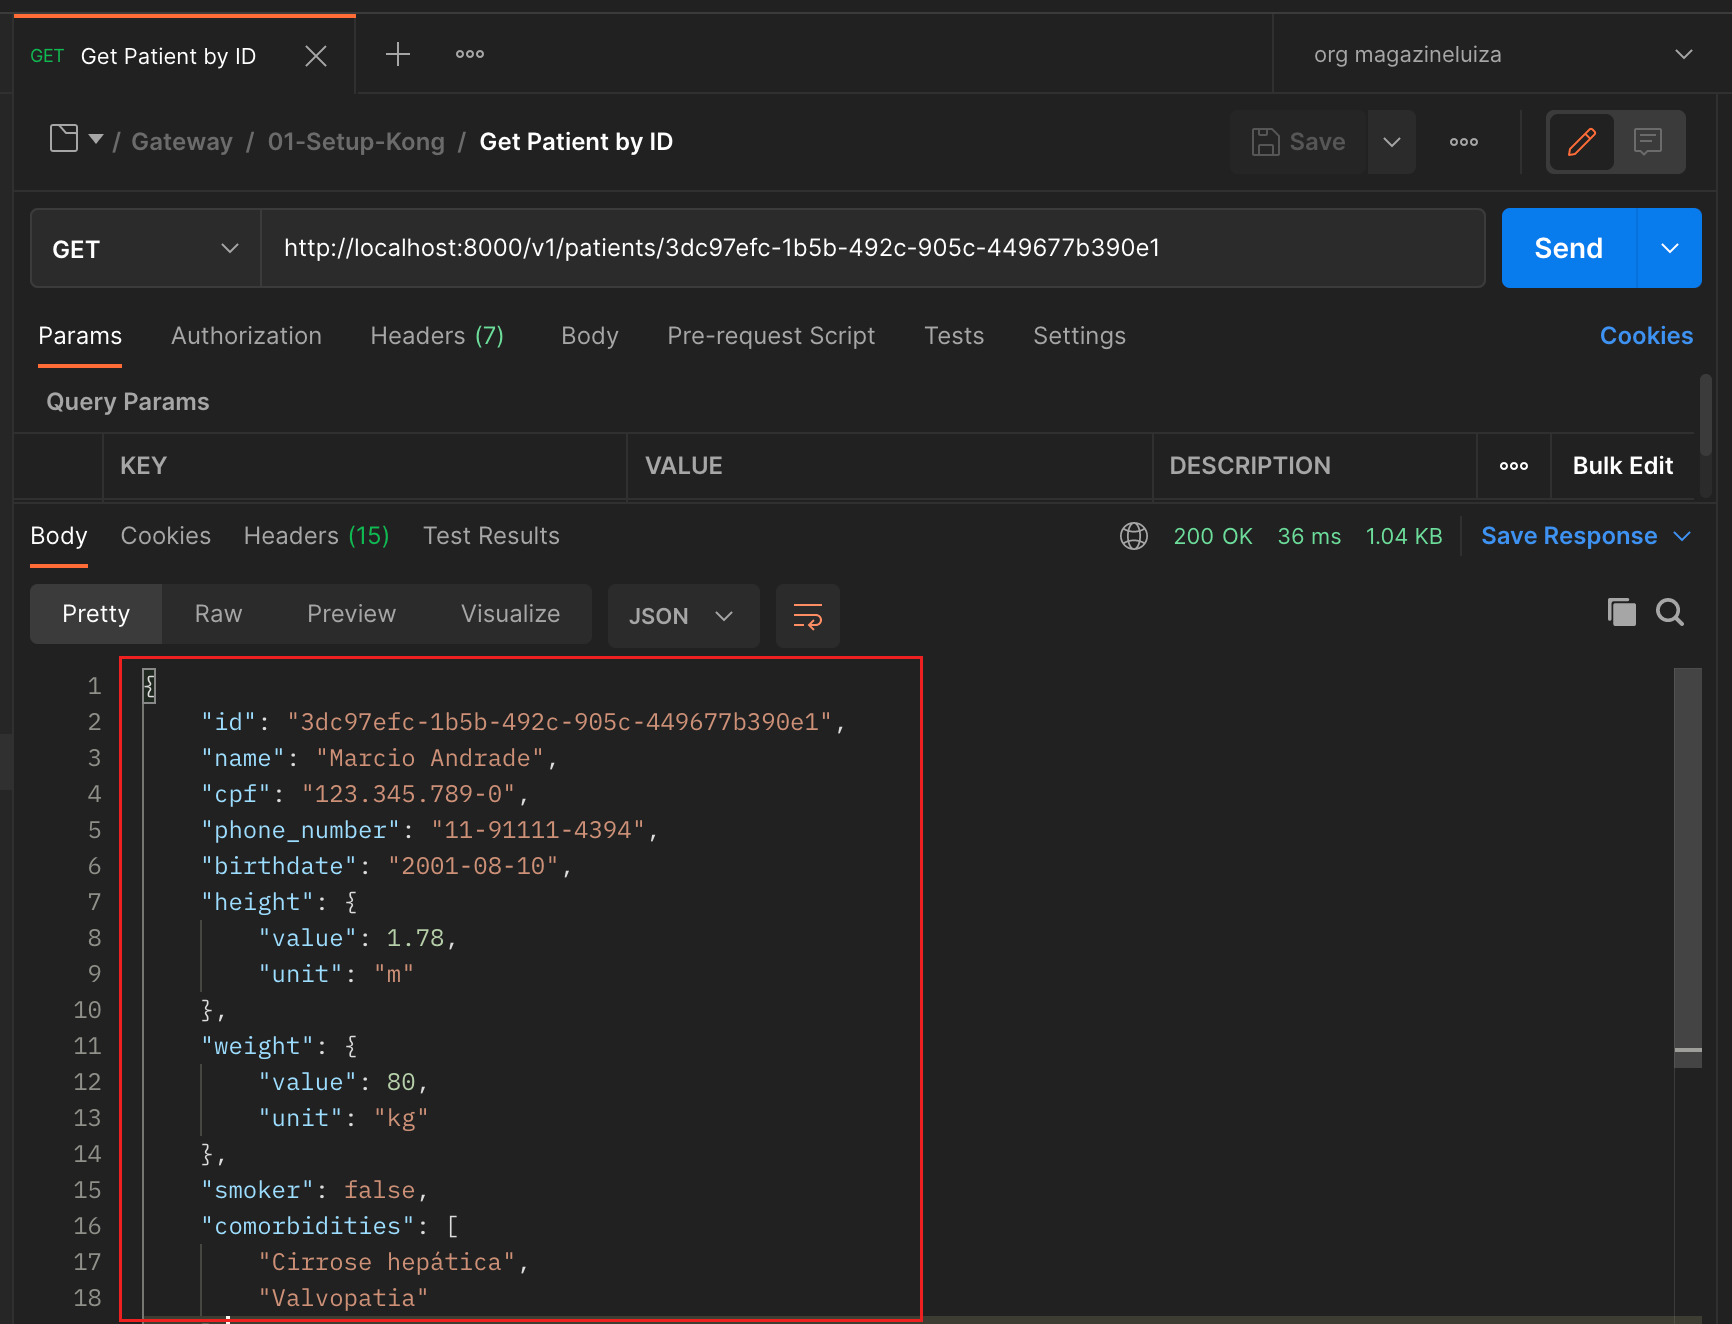 GET Get Patient by ID
org magazineluiza
/ Gateway / 01-Setup-Kong / Get Patient by ID
Save
GET
http://localhost:8000/v1/patients/3dc97efc-1b5b-492c-905c-449677b390e1
Send
Params Authorization Headers (7) Body Pre-request Script Tests Settings Cookies
Query Params
KEY VALUE DESCRIPTION Bulk Edit
Body Cookies Headers (15) Test Results 200 OK 36 ms 1.04 KB Save Response
Pretty Raw Preview Visualize JSON
1 {
2 "id": "3dc97efc-1b5b-492c-905c-449677b390e1",
3 "name": "Marcio Andrade",
4 "cpf": "123.345.789-0",
5 "phone_number": "11-91111-4394",
6 "birthdate": "2001-08-10",
7 "height": {
8 "value": 1.78,
9 "unit": "m"
10 },
11 "weight": {
12 "value": 80,
13 "unit": "kg"
14 },
15 "smoker": false,
16 "comorbidities": [
17 "Cirrose hepática",
18 "Valvopatia"